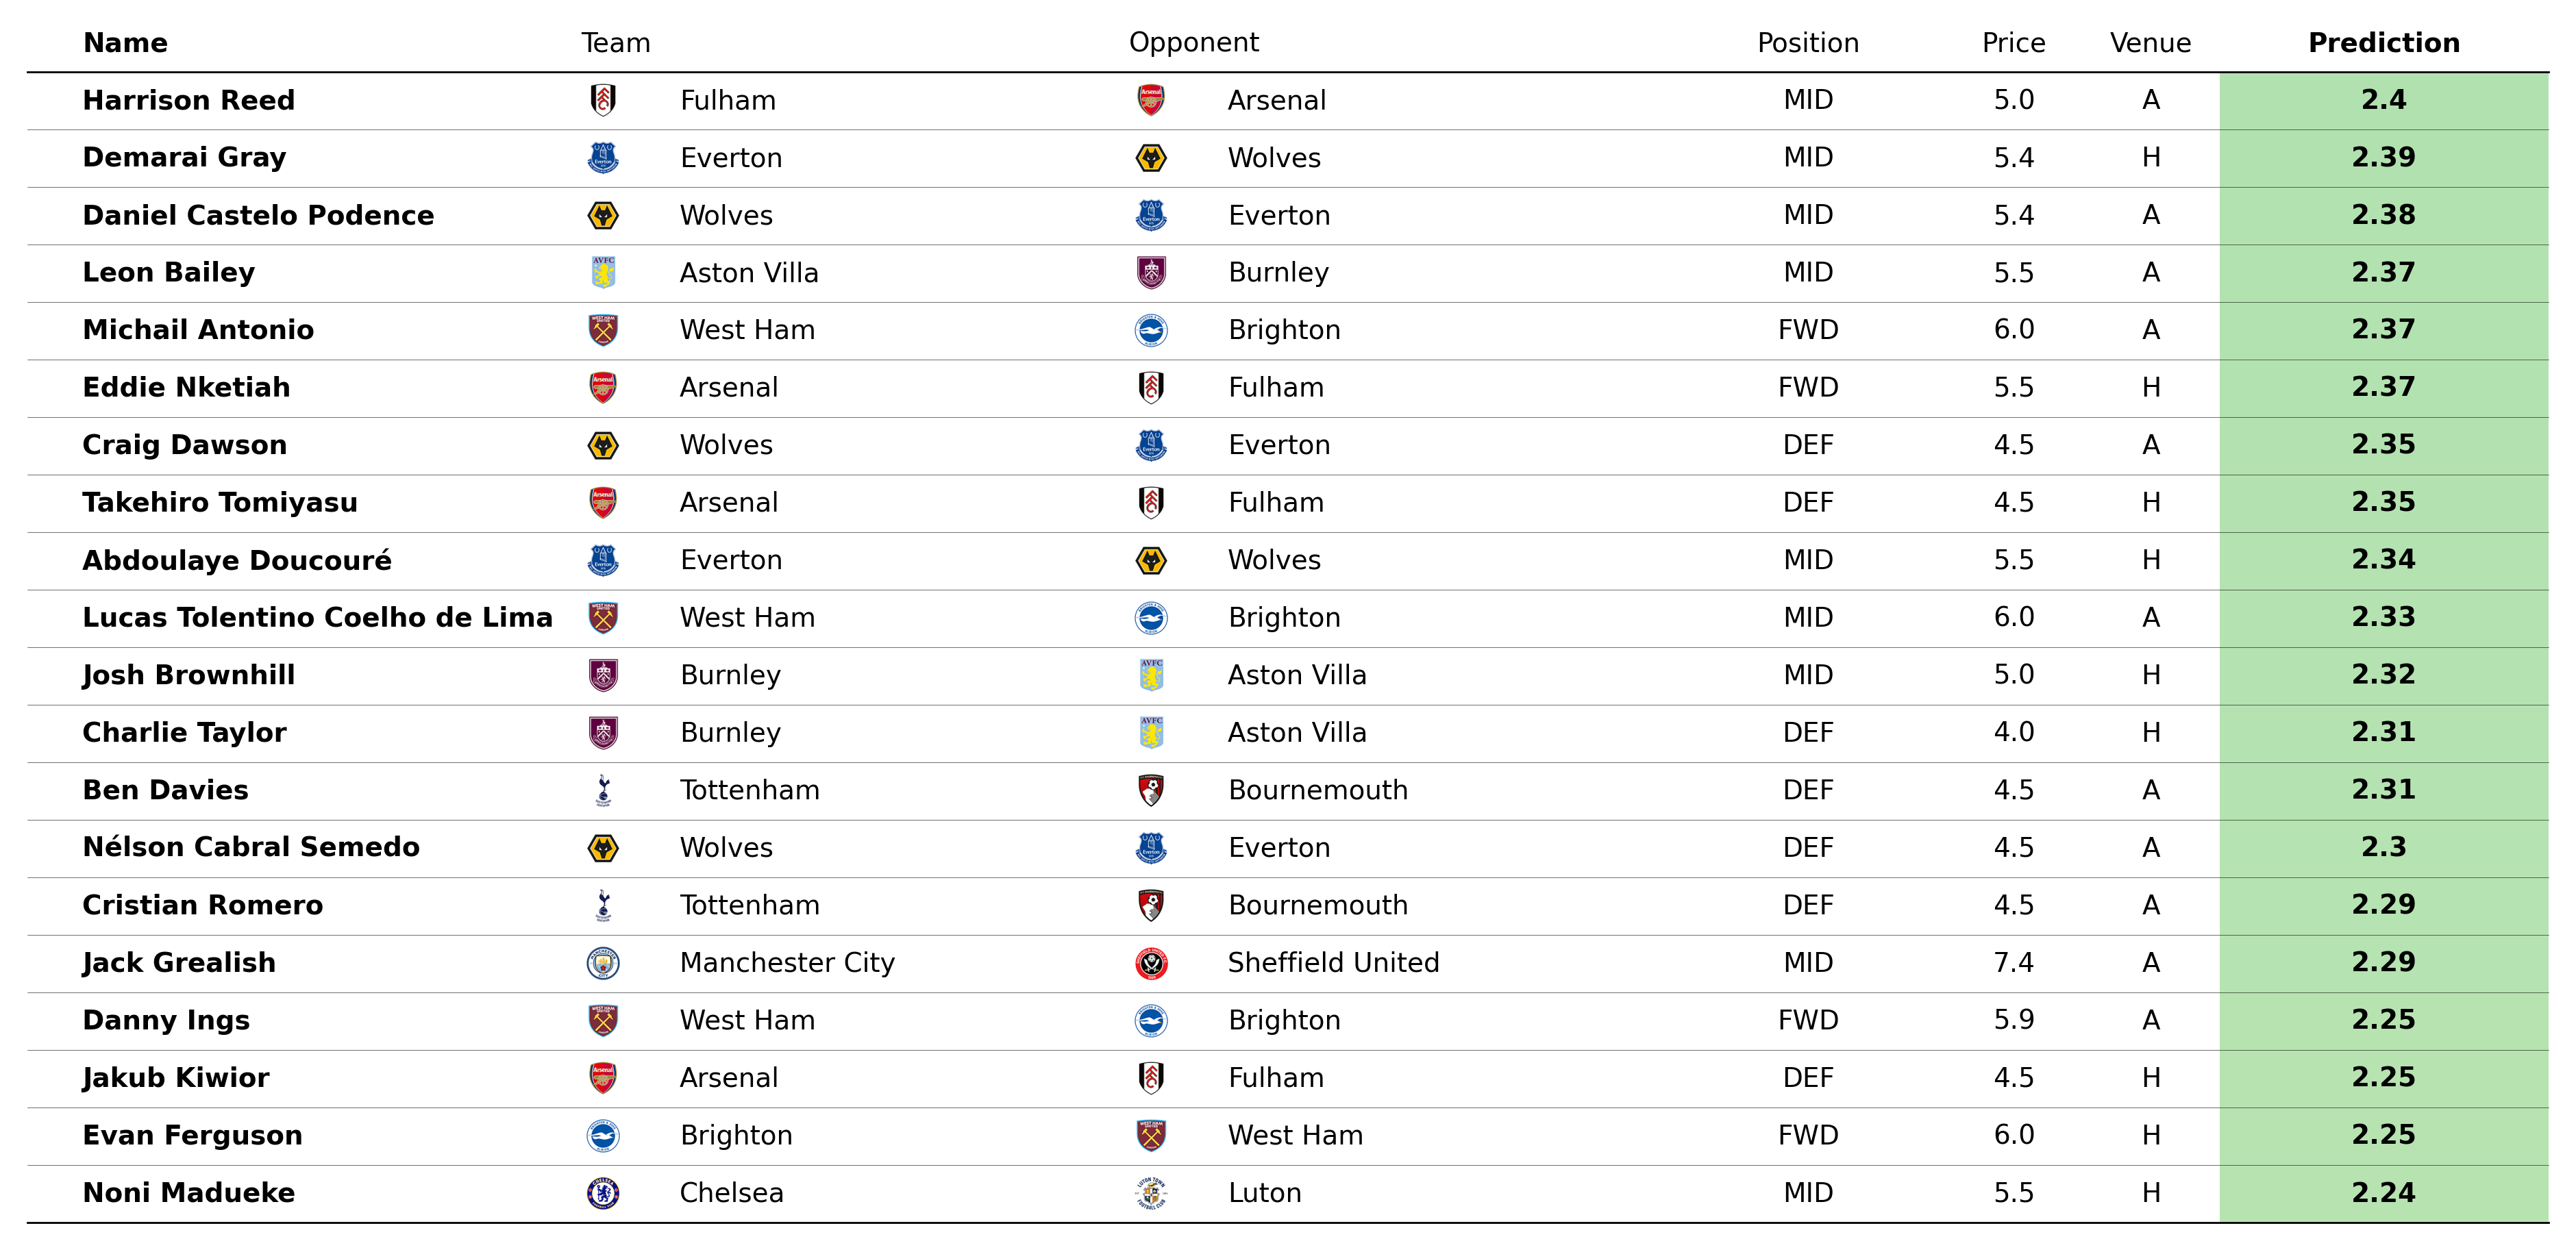 Name Team Opponent Position Price Venue Prediction
Harrison Reed Fulham Arsenal MID 5.0 A 2.4
Demarai Gray Everton Wolves MID 5.4 H 2.39
Daniel Castelo Podence Wolves Everton MID 5.4 A 2.38
Leon Bailey Aston Villa Burnley MID 5.5 A 2.37
Michail Antonio West Ham Brighton FWD 6.0 A 2.37
Eddie Nketiah Arsenal Fulham FWD 5.5 H 2.37
Craig Dawson Wolves Everton DEF 4.5 A 2.35
Takehiro Tomiyasu Arsenal Fulham DEF 4.5 H 2.35
Abdoulaye Doucouré Everton Wolves MID 5.5 H 2.34
Lucas Tolentino Coelho de Lima West Ham Brighton MID 6.0 A 2.33
Josh Brownhill Burnley Aston Villa MID 5.0 H 2.32
Charlie Taylor Burnley Aston Villa DEF 4.0 H 2.31
Ben Davies Tottenham Bournemouth DEF 4.5 A 2.31
Nélson Cabral Semedo Wolves Everton DEF 4.5 A 2.3
Cristian Romero Tottenham Bournemouth DEF 4.5 A 2.29
Jack Grealish Manchester City Sheffield United MID 7.4 A 2.29
Danny Ings West Ham Brighton FWD 5.9 A 2.25
Jakub Kiwior Arsenal Fulham DEF 4.5 H 2.25
Evan Ferguson Brighton West Ham FWD 6.0 H 2.25
Noni Madueke Chelsea Luton MID 5.5 H 2.24